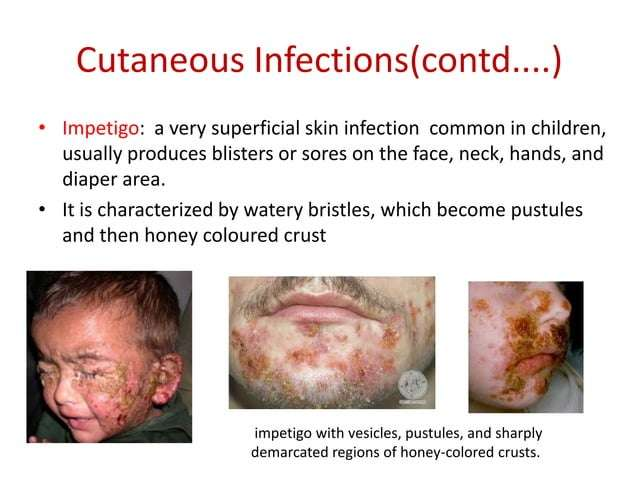 Cutaneous Infections(contd....)
• Impetigo: a very superficial skin infection common in children,
usually produces blisters or sores on the face, neck, hands, and
diaper area.
• It is characterized by watery bristles, which become pustules
and then honey coloured crust
impetigo with vesicles, pustules, and sharply
demarcated regions of honey-colored crusts.